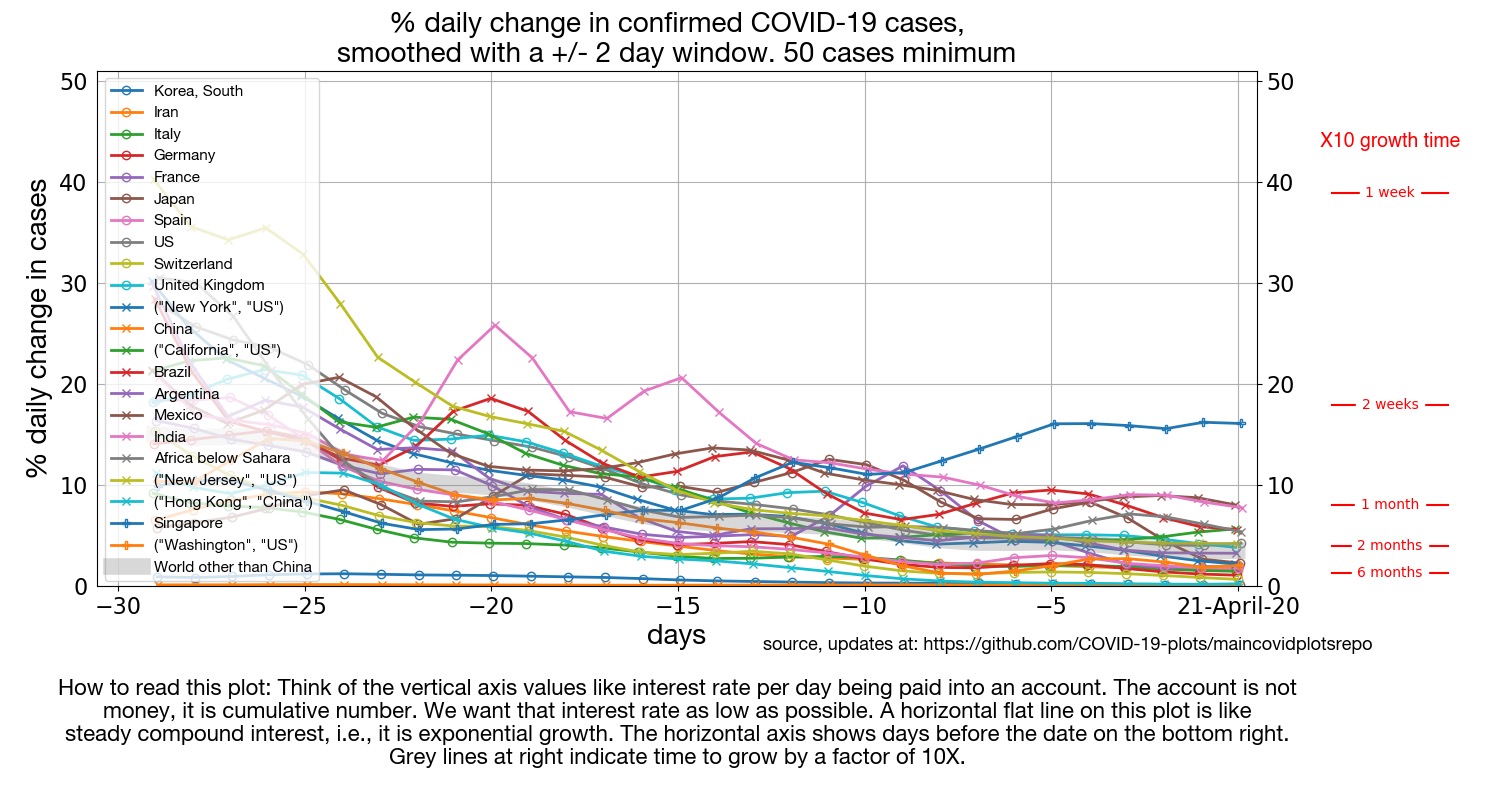 % daily change in confirmed COVID-19 cases,
smoothed with a +/- 2 day window. 50 cases minimum
% daily change in cases
50
40
30
20
10
0
Korea, South
Iran
Italy
Germany
France
Japan
Spain
US
Switzerland
United Kingdom
("New York", "US")
China
("California", "US")
Brazil
Argentina
Mexico
India
Africa below Sahara
("New Jersey", "US")
("Hong Kong", "China")
Singapore
("Washington", "US")
World other than China
50
40
30
20
10
0
X10 growth time
1 week
2 weeks
1 month
2 months
6 months
−30 −25 −20 −15 −10 −5 21-April-20
days
source, updates at: https://github.com/COVID-19-plots/maincovidplotsrepo
How to read this plot: Think of the vertical axis values like interest rate per day being paid into an account. The account is not
money, it is cumulative number. We want that interest rate as low as possible. A horizontal flat line on this plot is like
steady compound interest, i.e., it is exponential growth. The horizontal axis shows days before the date on the bottom right.
Grey lines at right indicate time to grow by a factor of 10X.